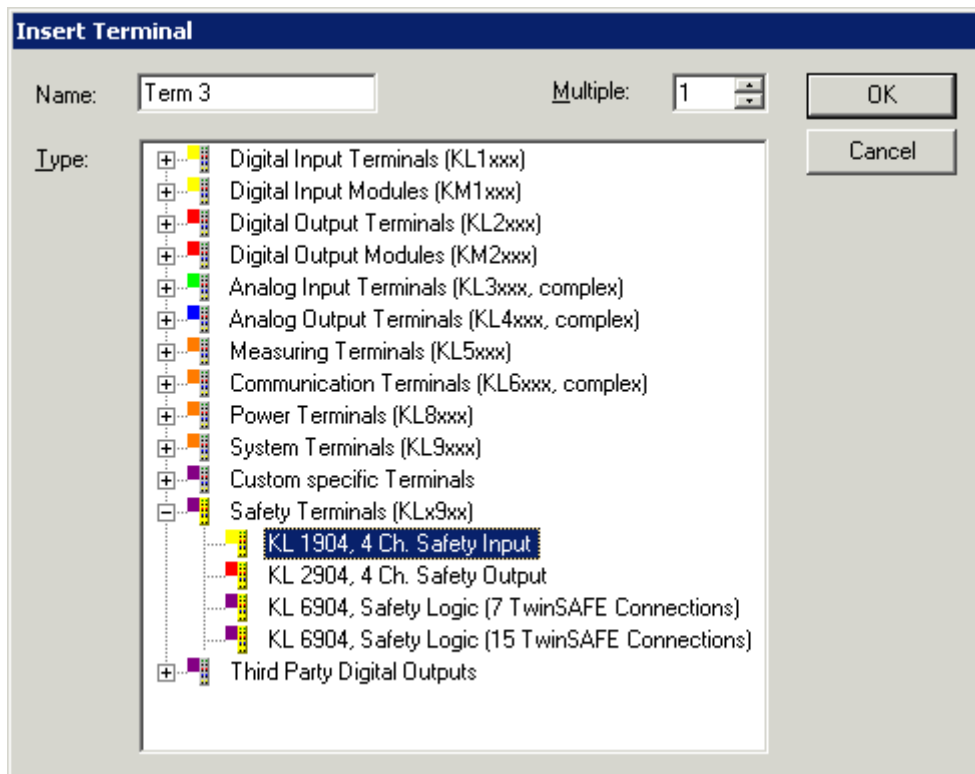 Insert Terminal
Name: Term 3 Multiple: 1 OK
Type: Cancel
Digital Input Terminals (KL1xxx)
Digital Input Modules (KM1xxx)
Digital Output Terminals (KL2xxx)
Digital Output Modules (KM2xxx)
Analog Input Terminals (KL3xxx, complex)
Analog Output Terminals (KL4xxx, complex)
Measuring Terminals (KL5xxx)
Communication Terminals (KL6xxx, complex)
Power Terminals (KL8xxx)
System Terminals (KL9xxx)
Custom specific Terminals
Safety Terminals (KLx9xx)
KL 1904, 4 Ch. Safety Input
KL 2904, 4 Ch. Safety Output
KL 6904, Safety Logic (7 TwinSAFE Connections)
KL 6904, Safety Logic (15 TwinSAFE Connections)
Third Party Digital Outputs